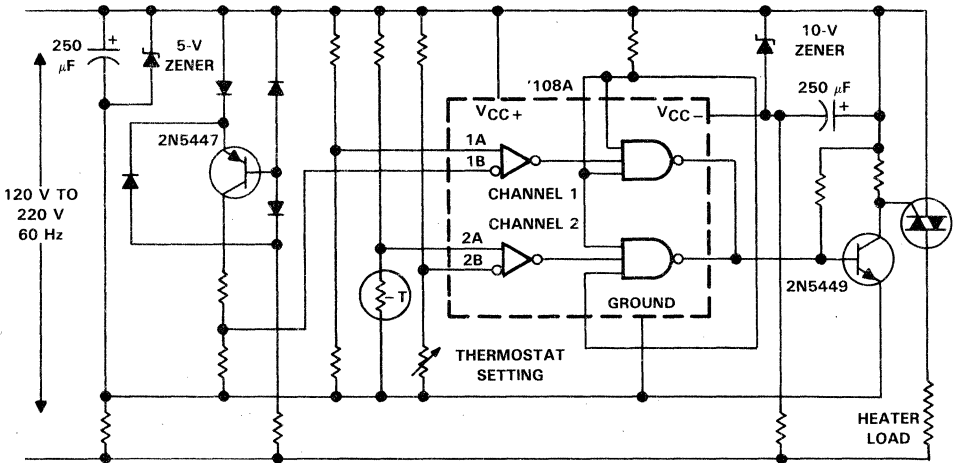 250
µF
+
5-V
ZENER
2N5447
120 V TO
220 V
60 Hz
'108A
VCC+
VCC−
1A
1B
CHANNEL 1
CHANNEL 2
2A
2B
GROUND
-T
THERMOSTAT
SETTING
10-V
ZENER
250 µF
+
2N5449
HEATER
LOAD